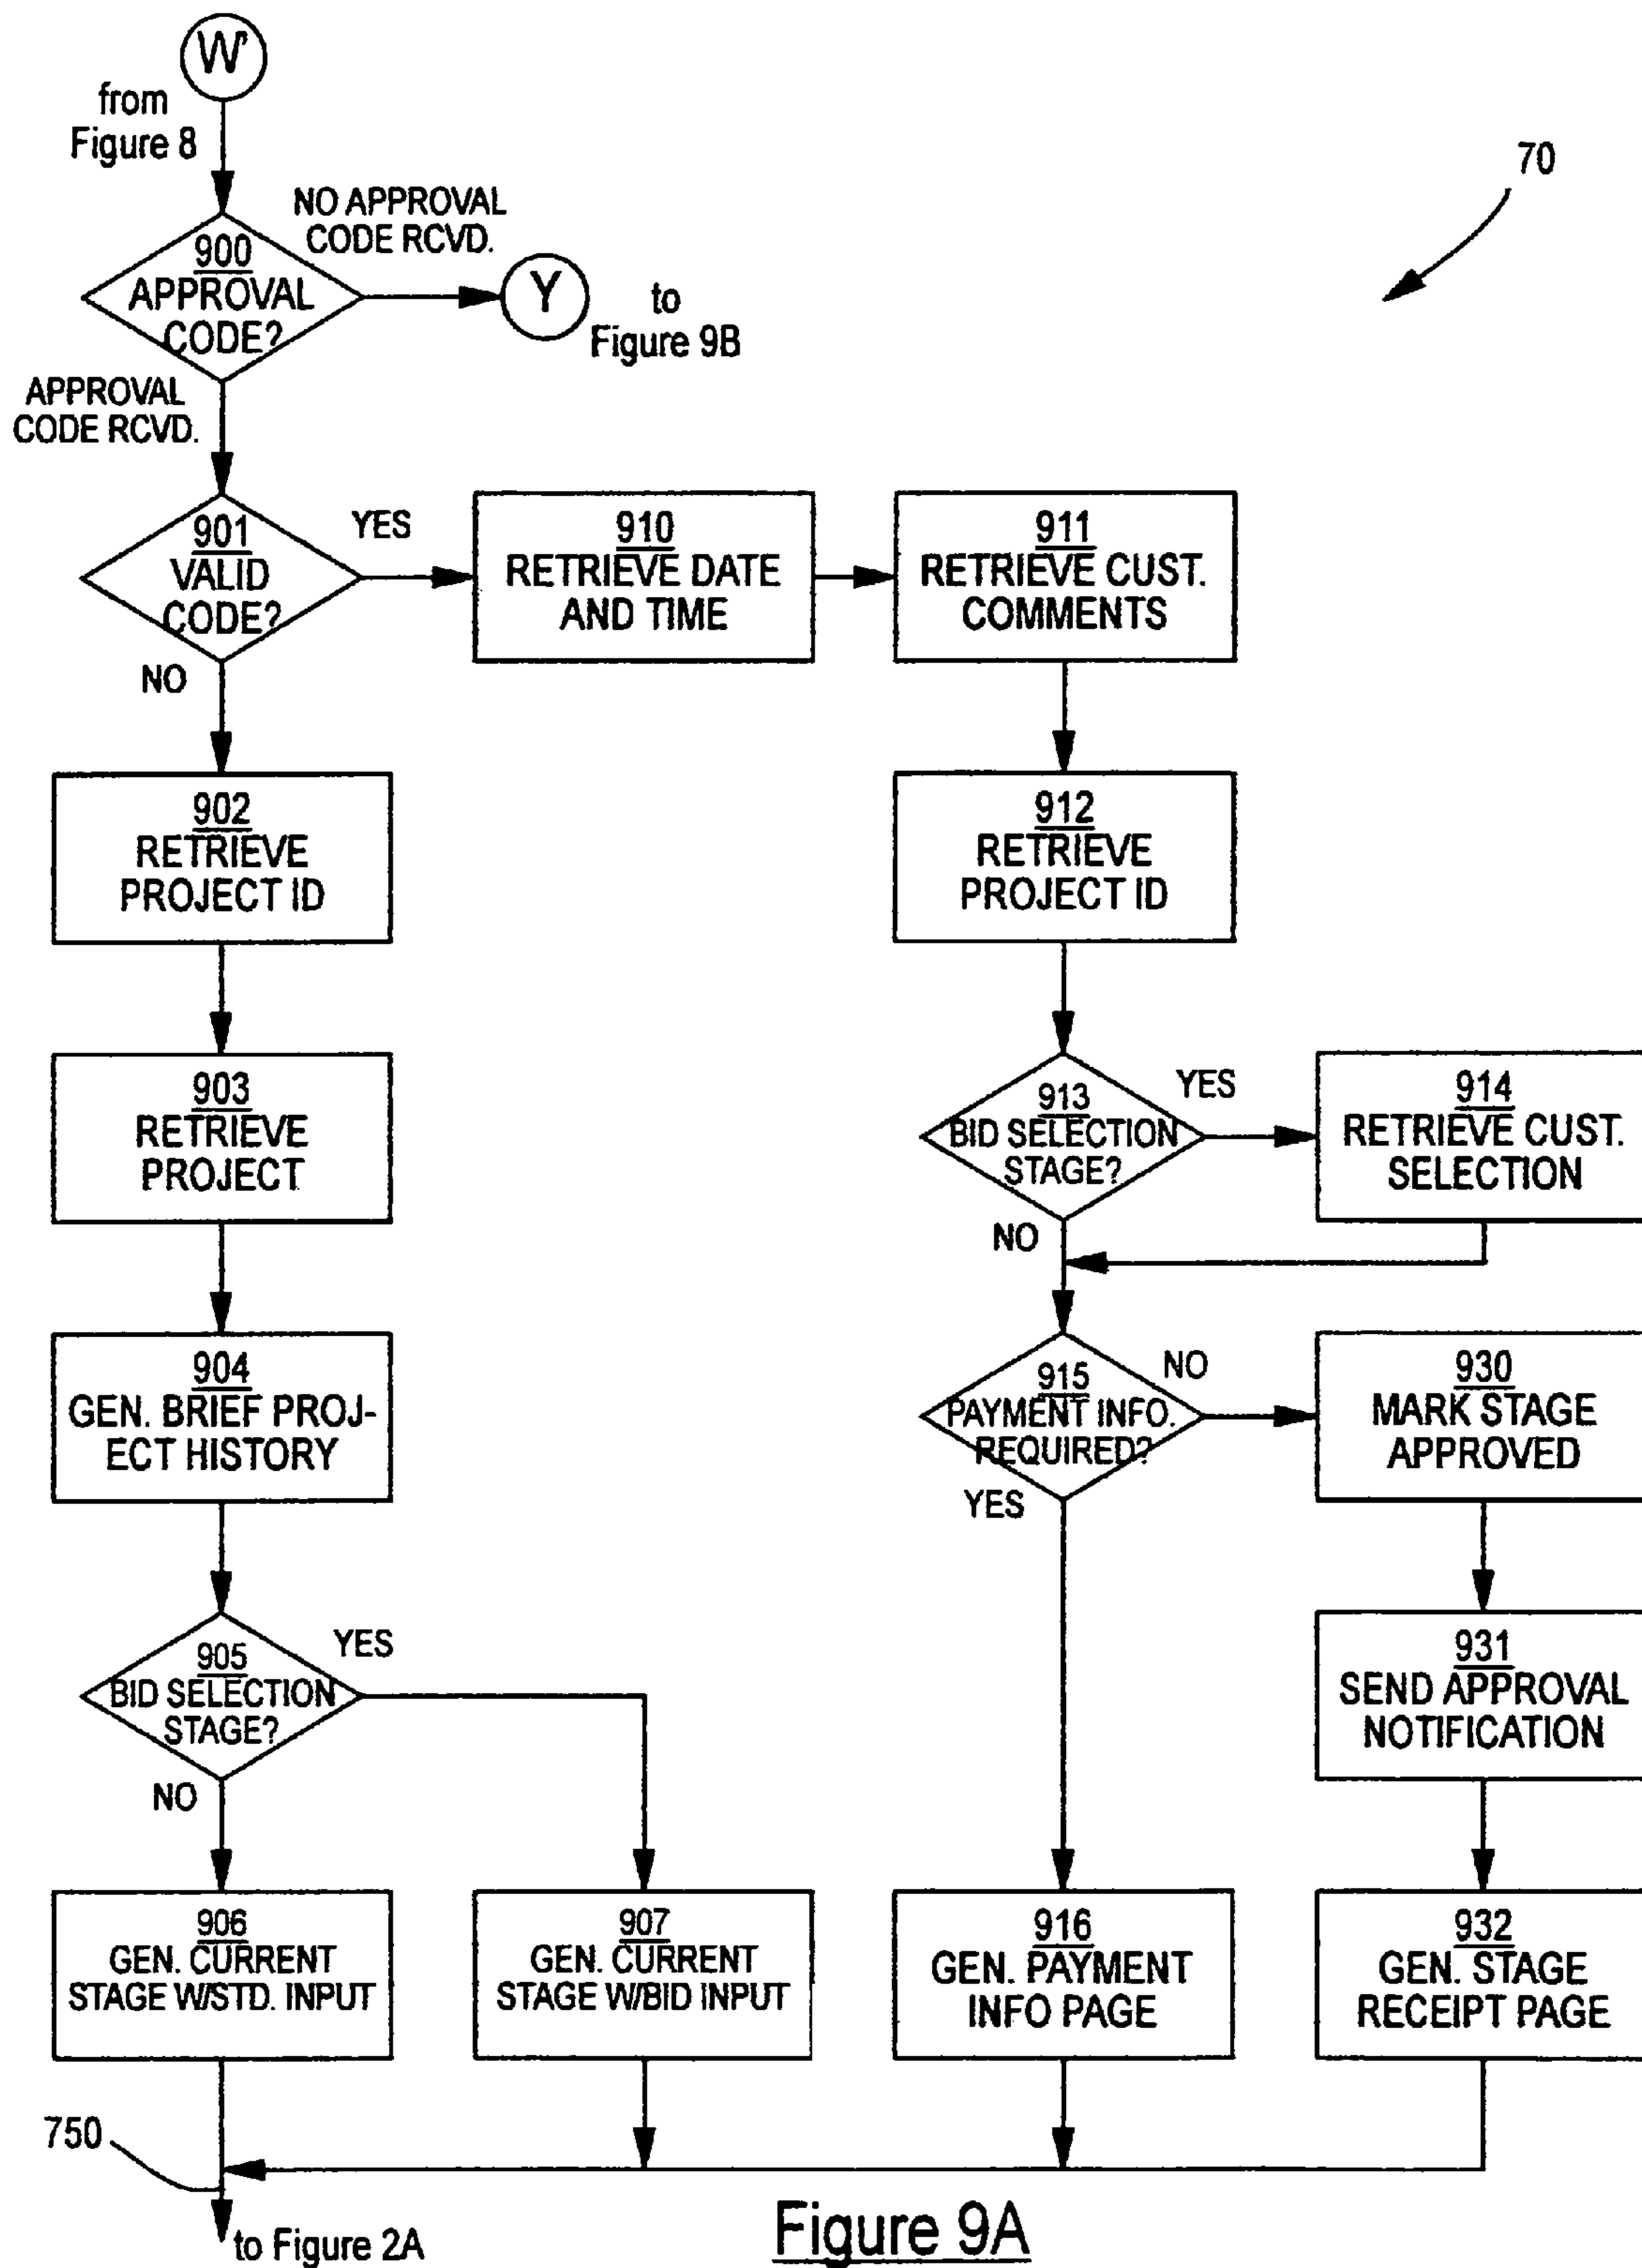 W'
from
Figure 8
70
NO APPROVAL
CODE RCVD.
900
APPROVAL
CODE?
Y
to
Figure 9B
APPROVAL
CODE RCVD.
901
VALID
CODE?
YES
NO
910
RETRIEVE DATE
AND TIME
911
RETRIEVE CUST.
COMMENTS
902
RETRIEVE
PROJECT ID
912
RETRIEVE
PROJECT ID
903
RETRIEVE
PROJECT
913
BID SELECTION
STAGE?
YES
NO
914
RETRIEVE CUST.
SELECTION
904
GEN. BRIEF PROJ-
ECT HISTORY
915
PAYMENT INFO.
REQUIRED?
NO
YES
930
MARK STAGE
APPROVED
905
BID SELECTION
STAGE?
YES
NO
931
SEND APPROVAL
NOTIFICATION
906
GEN. CURRENT
STAGE W/STD. INPUT
907
GEN. CURRENT
STAGE W/BID INPUT
916
GEN. PAYMENT
INFO PAGE
932
GEN. STAGE
RECEIPT PAGE
750
to Figure 2A
Figure 9A